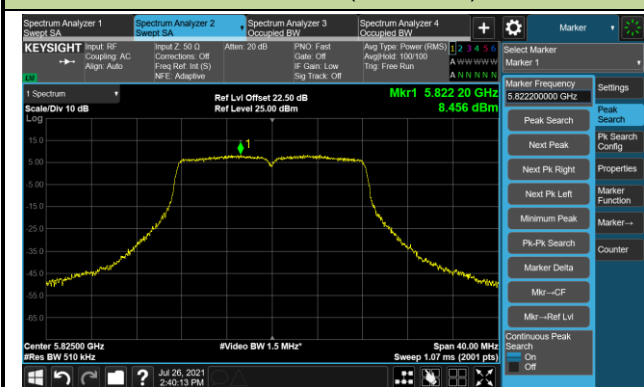 Spectrum Analyzer 1
Swept SA
Spectrum Analyzer 2
Swept SA
Spectrum Analyzer 3
Occupied BW
Spectrum Analyzer 4
Occupied BW
Marker
KEYSIGHT
Input: RF
Coupling: AC
Align: Auto
Input Z: 50 Ω
Corrections: Off
Freq Ref: Int (S)
NFE: Adaptive
Atten: 20 dB
PNO: Fast
Gate: Off
IF Gain: Low
Sig Track: Off
Avg Type: Power (RMS)
Avg|Hold: 100/100
Trig: Free Run
1 2 3 4 5 6
A W W W W W
A N N N N N
Select Marker
Marker 1
1 Spectrum
Scale/Div 10 dB
Log
Ref Lvl Offset 22.50 dB
Ref Level 25.00 dBm
Mkr1 5.822 20 GHz
8.456 dBm
15.0
5.00
-5.00
-15.0
-25.0
-35.0
-45.0
-55.0
-65.0
1
Center 5.82500 GHz
#Res BW 510 kHz
#Video BW 1.5 MHz*
Span 40.00 MHz
Sweep 1.07 ms (2001 pts)
Marker Frequency
5.822200000 GHz
Peak Search
Next Peak
Next Pk Right
Next Pk Left
Minimum Peak
Pk-Pk Search
Marker Delta
Mkr→CF
Mkr→Ref Lvl
Continuous Peak
Search
On
Off
Settings
Peak
Search
Pk Search
Config
Properties
Marker
Function
Marker→
Counter
?
Jul 26, 2021
2:40:13 PM